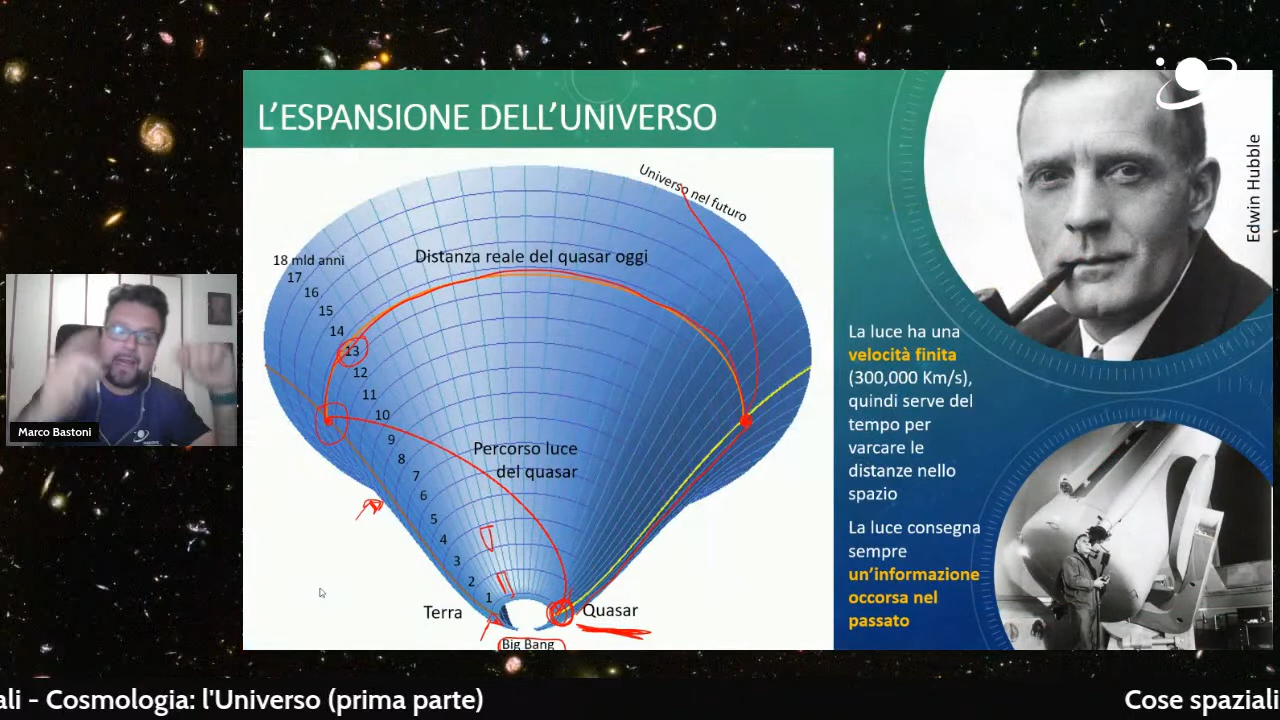 L'ESPANSIONE DELL'UNIVERSO
Universo nel futuro
18 mld anni
17
16
15
14
13
12
11
10
9
8
7
6
5
4
3
2
1
Distanza reale del quasar oggi
Percorso luce
del quasar
Terra
Quasar
Big Bang
Edwin Hubble
La luce ha una
velocità finita
(300,000 Km/s),
quindi serve del
tempo per
varcare le
distanze nello
spazio
La luce consegna
sempre
un'informazione
occorsa nel
passato
Marco Bastoni
ali - Cosmologia: l'Universo (prima parte)
Cose spaziali